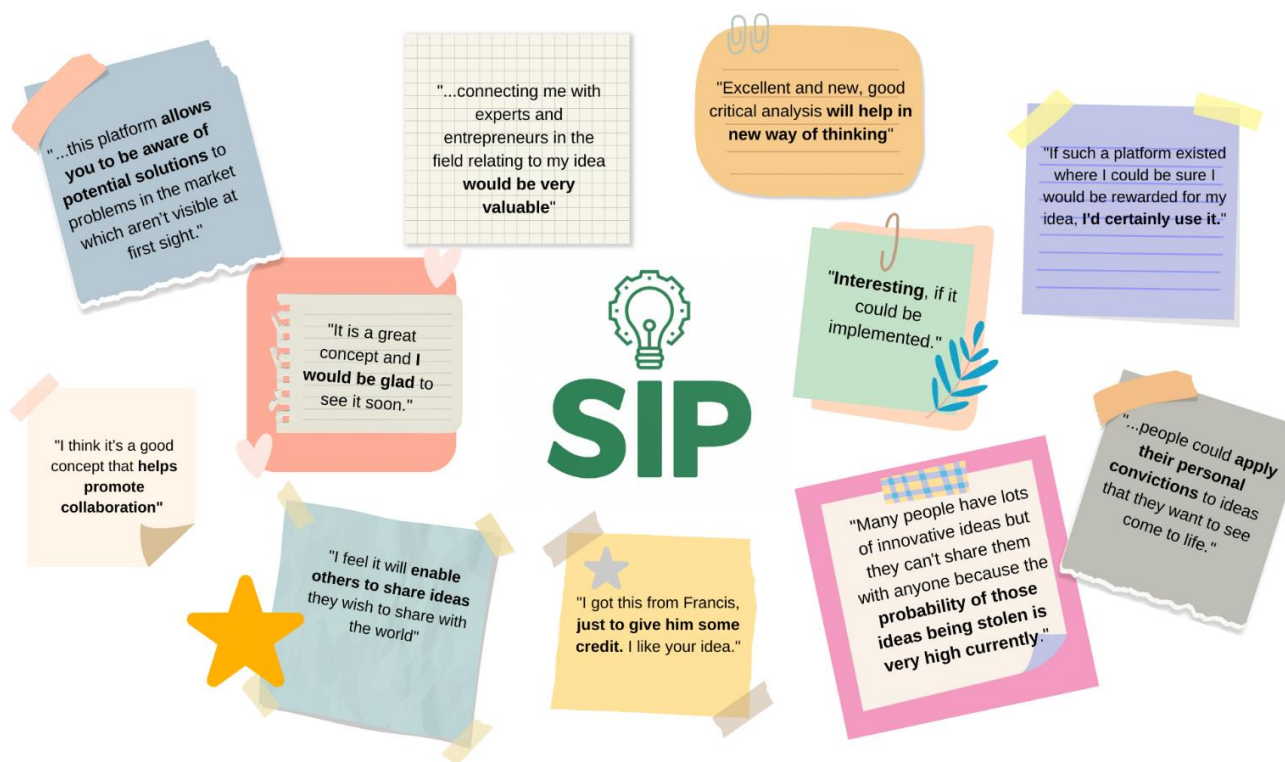 "...this platform allows
you to be aware of
potential solutions to
problems in the market
which aren't visible at
first sight."
"...connecting me with
experts and
entrepreneurs in the
field relating to my idea
would be very
valuable"
"Excellent and new, good
critical analysis will help in
new way of thinking"
"If such a platform existed
where I could be sure I
would be rewarded for my
idea, I'd certainly use it."
"It is a great
concept and I
would be glad to
see it soon."
SIP
"Interesting, if it
could be
implemented."
"I think it's a good
concept that helps
promote
collaboration"
"I feel it will enable
others to share ideas
they wish to share with
the world"
"I got this from Francis,
just to give him some
credit. I like your idea."
"Many people have lots
of innovative ideas but
they can't share them
with anyone because the
probability of those
ideas being stolen is
very high currently."
"...people could apply
their personal
convictions to ideas
that they want to see
come to life."